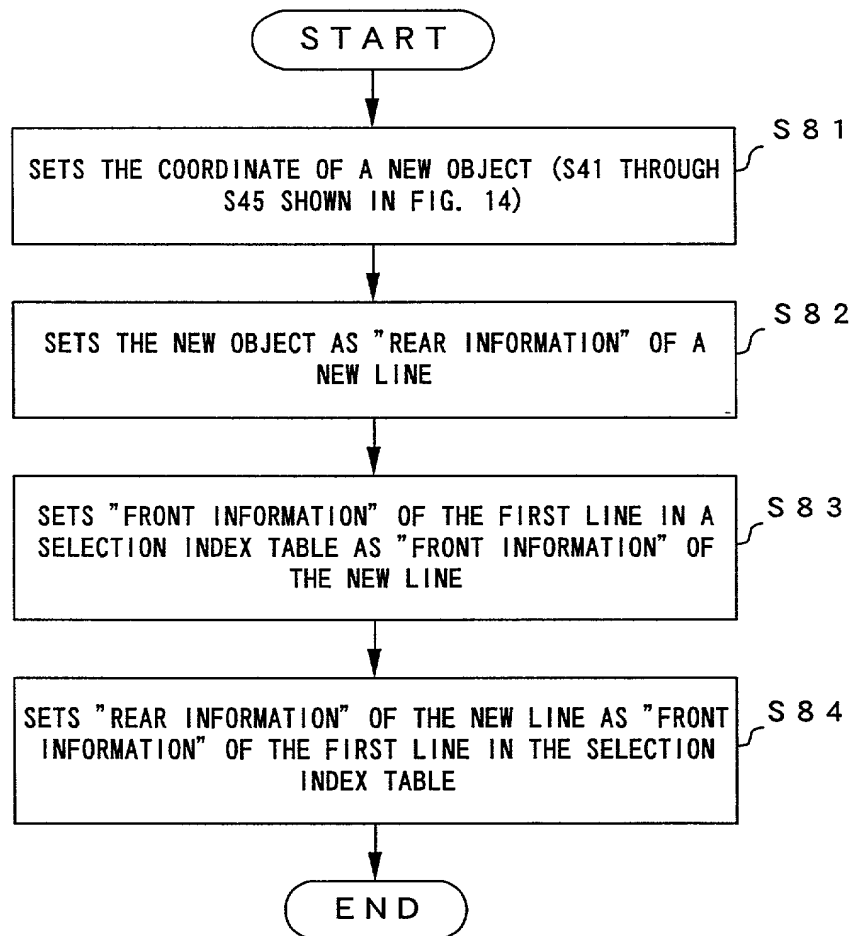 START
S81
SETS THE COORDINATE OF A NEW OBJECT (S41 THROUGH
S45 SHOWN IN FIG. 14)
S82
SETS THE NEW OBJECT AS "REAR INFORMATION" OF A
NEW LINE
S83
SETS "FRONT INFORMATION" OF THE FIRST LINE IN A
SELECTION INDEX TABLE AS "FRONT INFORMATION" OF
THE NEW LINE
S84
SETS "REAR INFORMATION" OF THE NEW LINE AS "FRONT
INFORMATION" OF THE FIRST LINE IN THE SELECTION
INDEX TABLE
END